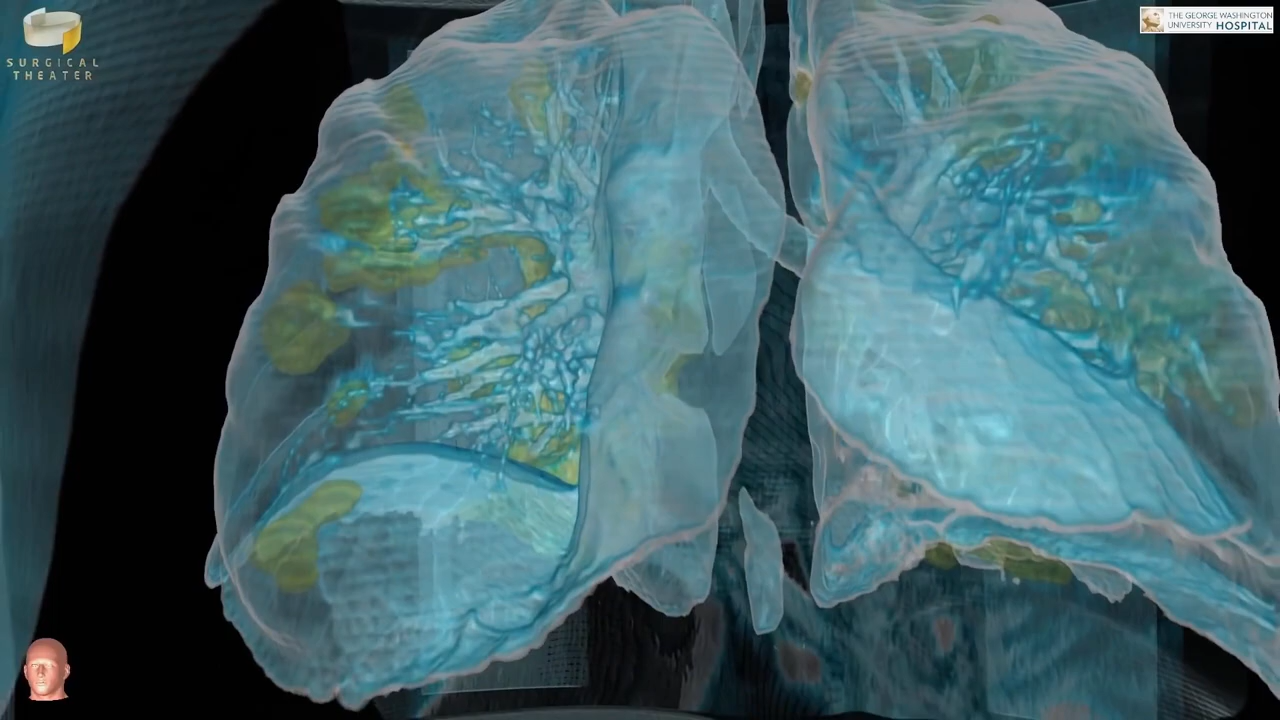 SURGICAL
THEATER
THE GEORGE WASHINGTON
UNIVERSITY HOSPITAL